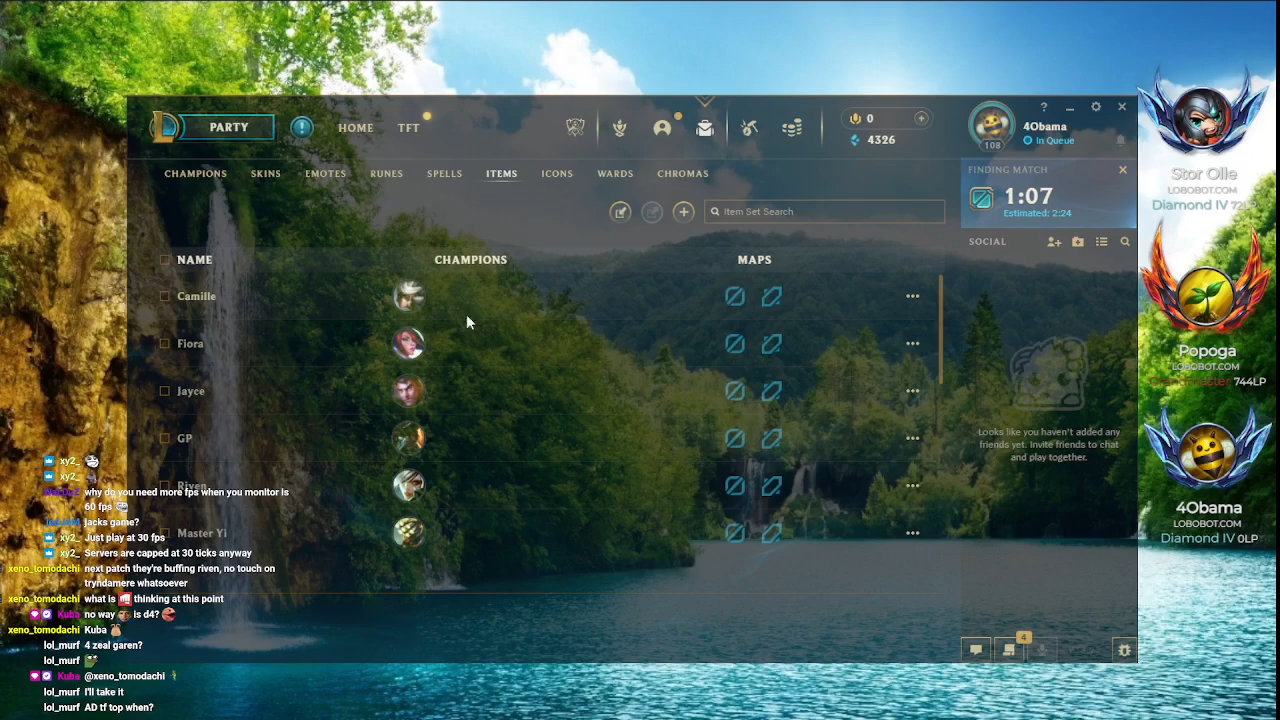 PARTY
HOME
TFT
0
4326
?
108
4Obama
In Queue
CHAMPIONS
SKINS
EMOTES
RUNES
SPELLS
ITEMS
ICONS
WARDS
CHROMAS
FINDING MATCH
1:07
Estimated: 2:24
Item Set Search
SOCIAL
NAME
CHAMPIONS
MAPS
Camille
Fiora
Jayce
GP
Riven
Master Yi
Looks like you haven't added any
friends yet. Invite friends to chat
and play together.
4
Stor Olle
LOBOBOT.COM
Diamond IV
Popoga
LOBOBOT.COM
744LP
4Obama
LOBOBOT.COM
Diamond IV 0LP
xy2_
xy2_
why do you need more fps when you monitor is
60 fps
jacks game?
xy2_ Just play at 30 fps
xy2_ Servers are capped at 30 ticks anyway
xeno_tomodachi next patch they're buffing riven, no touch on
tryndamere whatsoever
xeno_tomodachi what is thinking at this point
Kuba no way is d4?
xeno_tomodachi Kuba
lol_murf 4 zeal garen?
lol_murf
Kuba @xeno_tomodachi
lol_murf I'll take it
lol_murf AD tf top when?